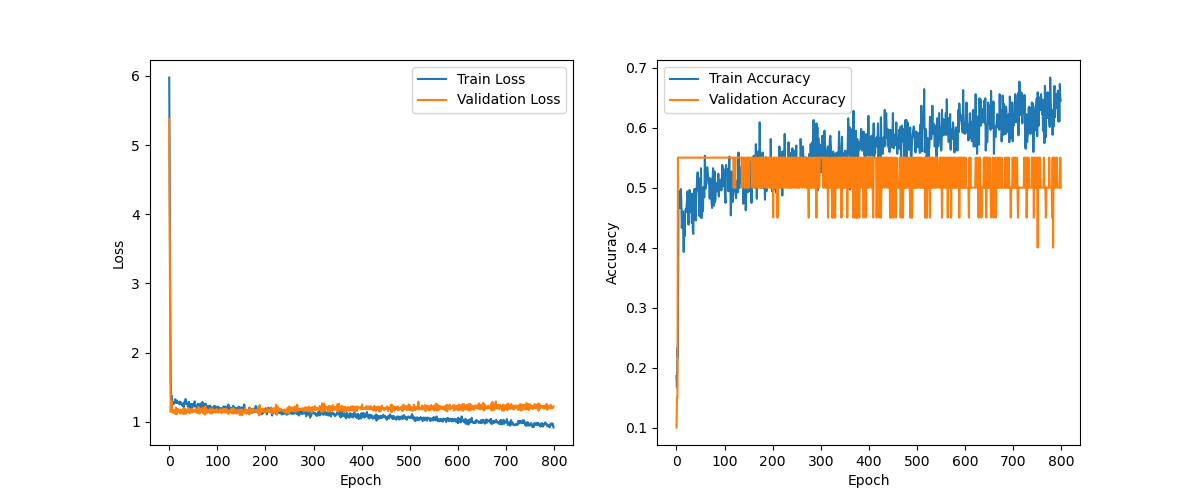 Train Loss
Validation Loss
6
5
4
3
2
1
Loss
0 100 200 300 400 500 600 700 800
Epoch
Train Accuracy
Validation Accuracy
0.7
0.6
0.5
0.4
0.3
0.2
0.1
Accuracy
0 100 200 300 400 500 600 700 800
Epoch